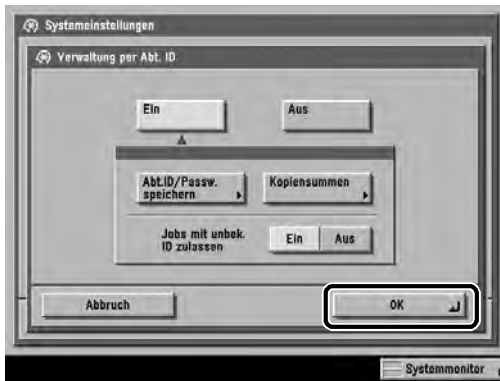 Systemeinstellungen
Verwaltung per Abt. ID
Ein
Aus
Abt.ID/Passw.
speichern
Kopiensummen
Jobs mit unbek.
ID zulassen
Ein
Aus
Abbruch
OK
Systemmonitor